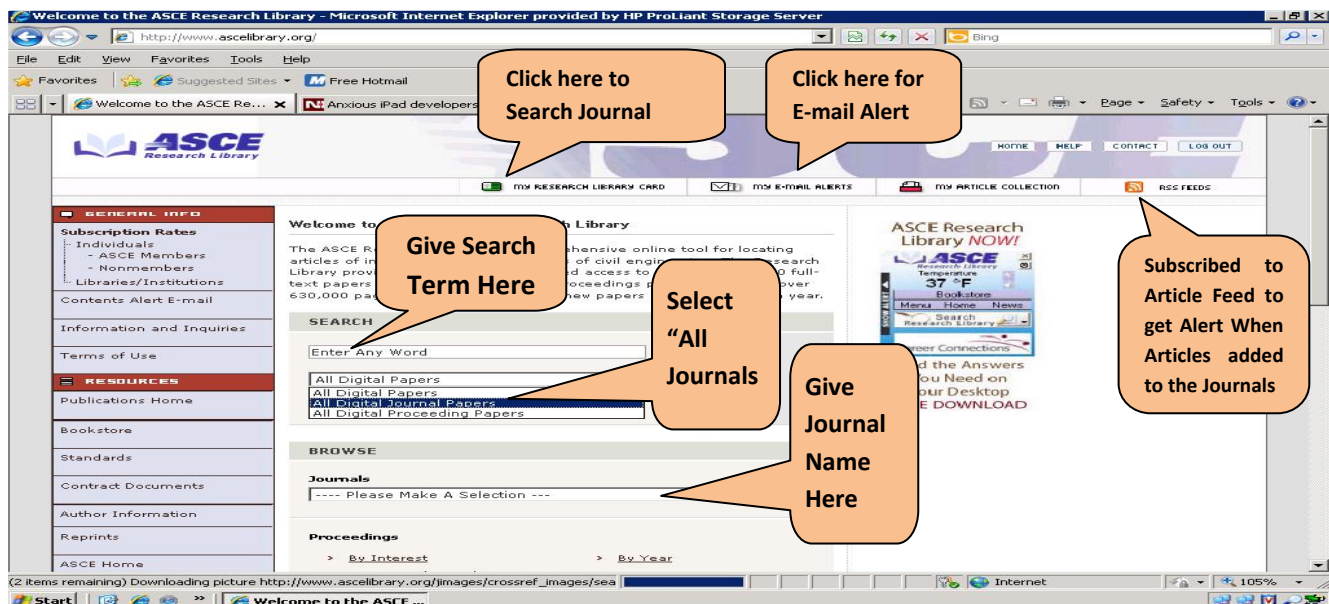 Welcome to the ASCE Research Library - Microsoft Internet Explorer provided by HP ProLiant Storage Server
http://www.ascelibrary.org/
Bing
File Edit View Favorites Tools Help
Favorites Suggested Sites Free Hotmail
Welcome to the ASCE Re... Anxious iPad developers
Page Safety Tools
Click here to
Search Journal
Click here for
E-mail Alert
ASCE
Research Library
HOME HELP CONTACT LOG OUT
MY RESEARCH LIBRARY CARD MY E-MAIL ALERTS MY ARTICLE COLLECTION RSS FEEDS
GENERAL INFO
Subscription Rates
Individuals
- ASCE Members
- Nonmembers
Libraries/Institutions
Contents Alert E-mail
Information and Inquiries
Terms of Use
RESOURCES
Publications Home
Bookstore
Standards
Contract Documents
Author Information
Reprints
ASCE Home
Welcome to h Library
The ASCE R hensive online tool for locating
articles of in s of civil engin Research
Library provi d access to 0 full-
text papers oceedings p over
630,000 pa new papers year.
Give Search
Term Here
SEARCH
Enter Any Word
All Digital Papers
All Digital Papers
All Digital Journal Papers
All Digital Proceeding Papers
Select
“All
Journals
BROWSE
Journals
---- Please Make A Selection ---
Give
Journal
Name
Here
Proceedings
> By Interest > By Year
ASCE Research
Library NOW!
ASCE
Research Library
Temperature
37 °F
Bookstore
Menu Home News
Search
Research Library
reer Connections
d the Answers
ou Need on
our Desktop
E DOWNLOAD
Subscribed to
Article Feed to
get Alert When
Articles added
to the Journals
(2 items remaining) Downloading picture http://www.ascelibrary.org/jimages/crossref_images/sea Internet 105%
Start Welcome to the ASCE ...